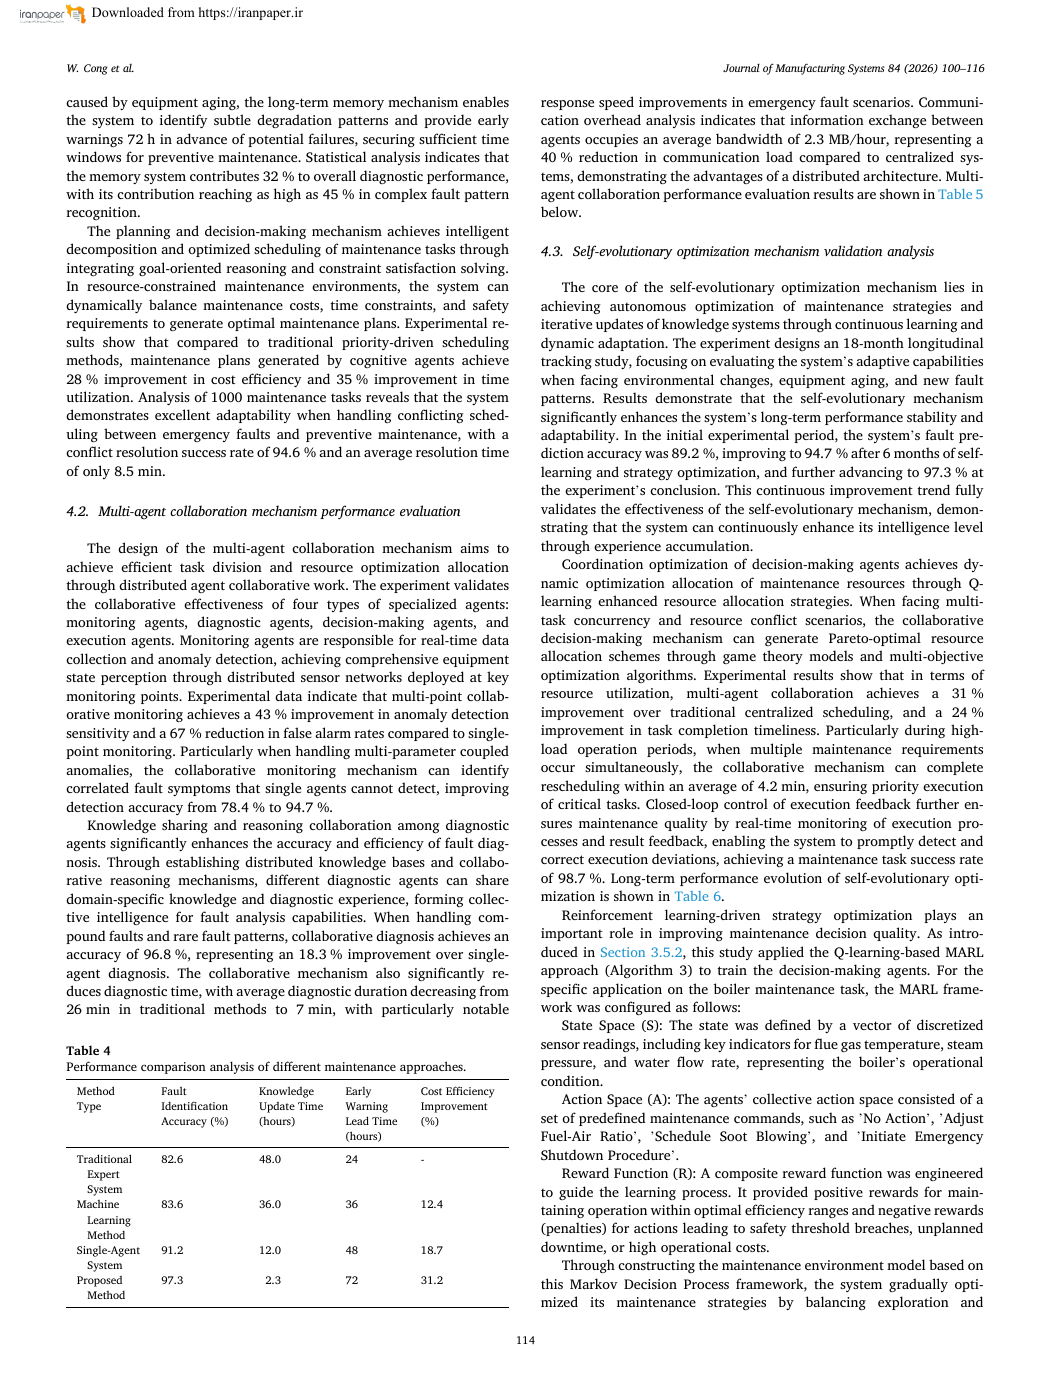 iranpaper
Downloaded from https://iranpaper.ir
W. Cong et al.
Journal of Manufacturing Systems 84 (2026) 100–116
caused by equipment aging, the long-term memory mechanism enables
the system to identify subtle degradation patterns and provide early
warnings 72 h in advance of potential failures, securing sufficient time
windows for preventive maintenance. Statistical analysis indicates that
the memory system contributes 32 % to overall diagnostic performance,
with its contribution reaching as high as 45 % in complex fault pattern
recognition.
The planning and decision-making mechanism achieves intelligent
decomposition and optimized scheduling of maintenance tasks through
integrating goal-oriented reasoning and constraint satisfaction solving.
In resource-constrained maintenance environments, the system can
dynamically balance maintenance costs, time constraints, and safety
requirements to generate optimal maintenance plans. Experimental re-
sults show that compared to traditional priority-driven scheduling
methods, maintenance plans generated by cognitive agents achieve
28 % improvement in cost efficiency and 35 % improvement in time
utilization. Analysis of 1000 maintenance tasks reveals that the system
demonstrates excellent adaptability when handling conflicting sched-
uling between emergency faults and preventive maintenance, with a
conflict resolution success rate of 94.6 % and an average resolution time
of only 8.5 min.
4.2. Multi-agent collaboration mechanism performance evaluation
The design of the multi-agent collaboration mechanism aims to
achieve efficient task division and resource optimization allocation
through distributed agent collaborative work. The experiment validates
the collaborative effectiveness of four types of specialized agents:
monitoring agents, diagnostic agents, decision-making agents, and
execution agents. Monitoring agents are responsible for real-time data
collection and anomaly detection, achieving comprehensive equipment
state perception through distributed sensor networks deployed at key
monitoring points. Experimental data indicate that multi-point collab-
orative monitoring achieves a 43 % improvement in anomaly detection
sensitivity and a 67 % reduction in false alarm rates compared to single-
point monitoring. Particularly when handling multi-parameter coupled
anomalies, the collaborative monitoring mechanism can identify
correlated fault symptoms that single agents cannot detect, improving
detection accuracy from 78.4 % to 94.7 %.
Knowledge sharing and reasoning collaboration among diagnostic
agents significantly enhances the accuracy and efficiency of fault diag-
nosis. Through establishing distributed knowledge bases and collabo-
rative reasoning mechanisms, different diagnostic agents can share
domain-specific knowledge and diagnostic experience, forming collec-
tive intelligence for fault analysis capabilities. When handling com-
pound faults and rare fault patterns, collaborative diagnosis achieves an
accuracy of 96.8 %, representing an 18.3 % improvement over single-
agent diagnosis. The collaborative mechanism also significantly re-
duces diagnostic time, with average diagnostic duration decreasing from
26 min in traditional methods to 7 min, with particularly notable
Table 4
Performance comparison analysis of different maintenance approaches.
Method Type Fault Identification Accuracy (%) Knowledge Update Time (hours) Early Warning Lead Time (hours) Cost Efficiency Improvement (%)
Traditional Expert System 82.6 48.0 24 -
Machine Learning Method 83.6 36.0 36 12.4
Single-Agent System 91.2 12.0 48 18.7
Proposed Method 97.3 2.3 72 31.2
response speed improvements in emergency fault scenarios. Communi-
cation overhead analysis indicates that information exchange between
agents occupies an average bandwidth of 2.3 MB/hour, representing a
40 % reduction in communication load compared to centralized sys-
tems, demonstrating the advantages of a distributed architecture. Multi-
agent collaboration performance evaluation results are shown in Table 5
below.
4.3. Self-evolutionary optimization mechanism validation analysis
The core of the self-evolutionary optimization mechanism lies in
achieving autonomous optimization of maintenance strategies and
iterative updates of knowledge systems through continuous learning and
dynamic adaptation. The experiment designs an 18-month longitudinal
tracking study, focusing on evaluating the system's adaptive capabilities
when facing environmental changes, equipment aging, and new fault
patterns. Results demonstrate that the self-evolutionary mechanism
significantly enhances the system's long-term performance stability and
adaptability. In the initial experimental period, the system's fault pre-
diction accuracy was 89.2 %, improving to 94.7 % after 6 months of self-
learning and strategy optimization, and further advancing to 97.3 % at
the experiment's conclusion. This continuous improvement trend fully
validates the effectiveness of the self-evolutionary mechanism, demon-
strating that the system can continuously enhance its intelligence level
through experience accumulation.
Coordination optimization of decision-making agents achieves dy-
namic optimization allocation of maintenance resources through Q-
learning enhanced resource allocation strategies. When facing multi-
task concurrency and resource conflict scenarios, the collaborative
decision-making mechanism can generate Pareto-optimal resource
allocation schemes through game theory models and multi-objective
optimization algorithms. Experimental results show that in terms of
resource utilization, multi-agent collaboration achieves a 31 %
improvement over traditional centralized scheduling, and a 24 %
improvement in task completion timeliness. Particularly during high-
load operation periods, when multiple maintenance requirements
occur simultaneously, the collaborative mechanism can complete
rescheduling within an average of 4.2 min, ensuring priority execution
of critical tasks. Closed-loop control of execution feedback further en-
sures maintenance quality by real-time monitoring of execution pro-
cesses and result feedback, enabling the system to promptly detect and
correct execution deviations, achieving a maintenance task success rate
of 98.7 %. Long-term performance evolution of self-evolutionary opti-
mization is shown in Table 6.
Reinforcement learning-driven strategy optimization plays an
important role in improving maintenance decision quality. As intro-
duced in Section 3.5.2, this study applied the Q-learning-based MARL
approach (Algorithm 3) to train the decision-making agents. For the
specific application on the boiler maintenance task, the MARL frame-
work was configured as follows:
State Space (S): The state was defined by a vector of discretized
sensor readings, including key indicators for flue gas temperature, steam
pressure, and water flow rate, representing the boiler's operational
condition.
Action Space (A): The agents' collective action space consisted of a
set of predefined maintenance commands, such as 'No Action', 'Adjust
Fuel-Air Ratio', 'Schedule Soot Blowing', and 'Initiate Emergency
Shutdown Procedure'.
Reward Function (R): A composite reward function was engineered
to guide the learning process. It provided positive rewards for main-
taining operation within optimal efficiency ranges and negative rewards
(penalties) for actions leading to safety threshold breaches, unplanned
downtime, or high operational costs.
Through constructing the maintenance environment model based on
this Markov Decision Process framework, the system gradually opti-
mized its maintenance strategies by balancing exploration and
114